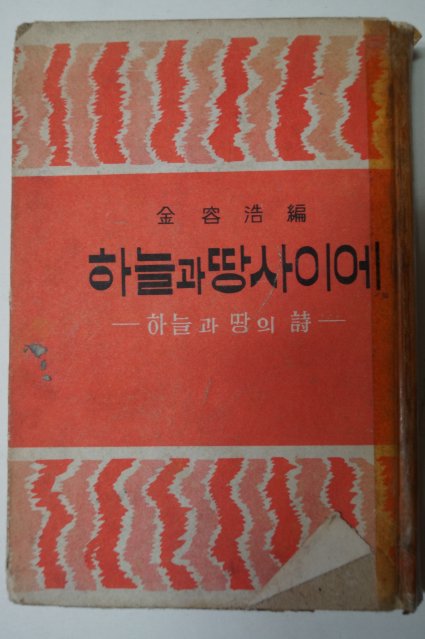 金容浩編
하늘과땅사이에
—하늘과 땅의 詩—